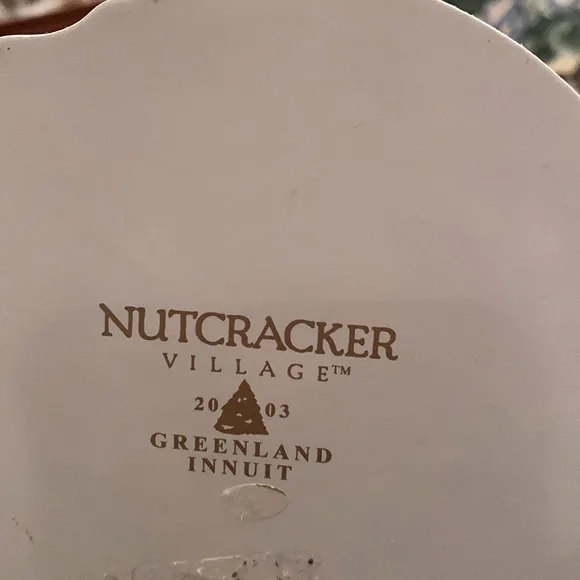 NUTCRACKER
VILLAGE™
20 03
GREENLAND
INNUIT